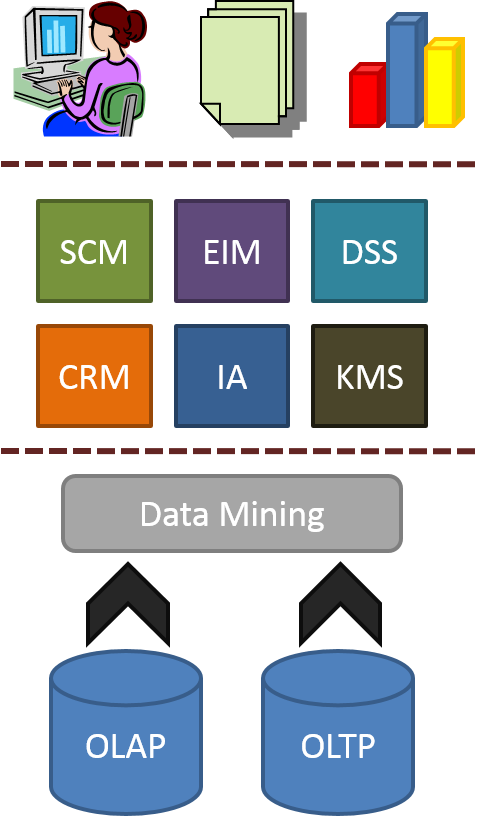 SCM EIM DSS
CRM IA KMS
Data Mining
OLAP OLTP